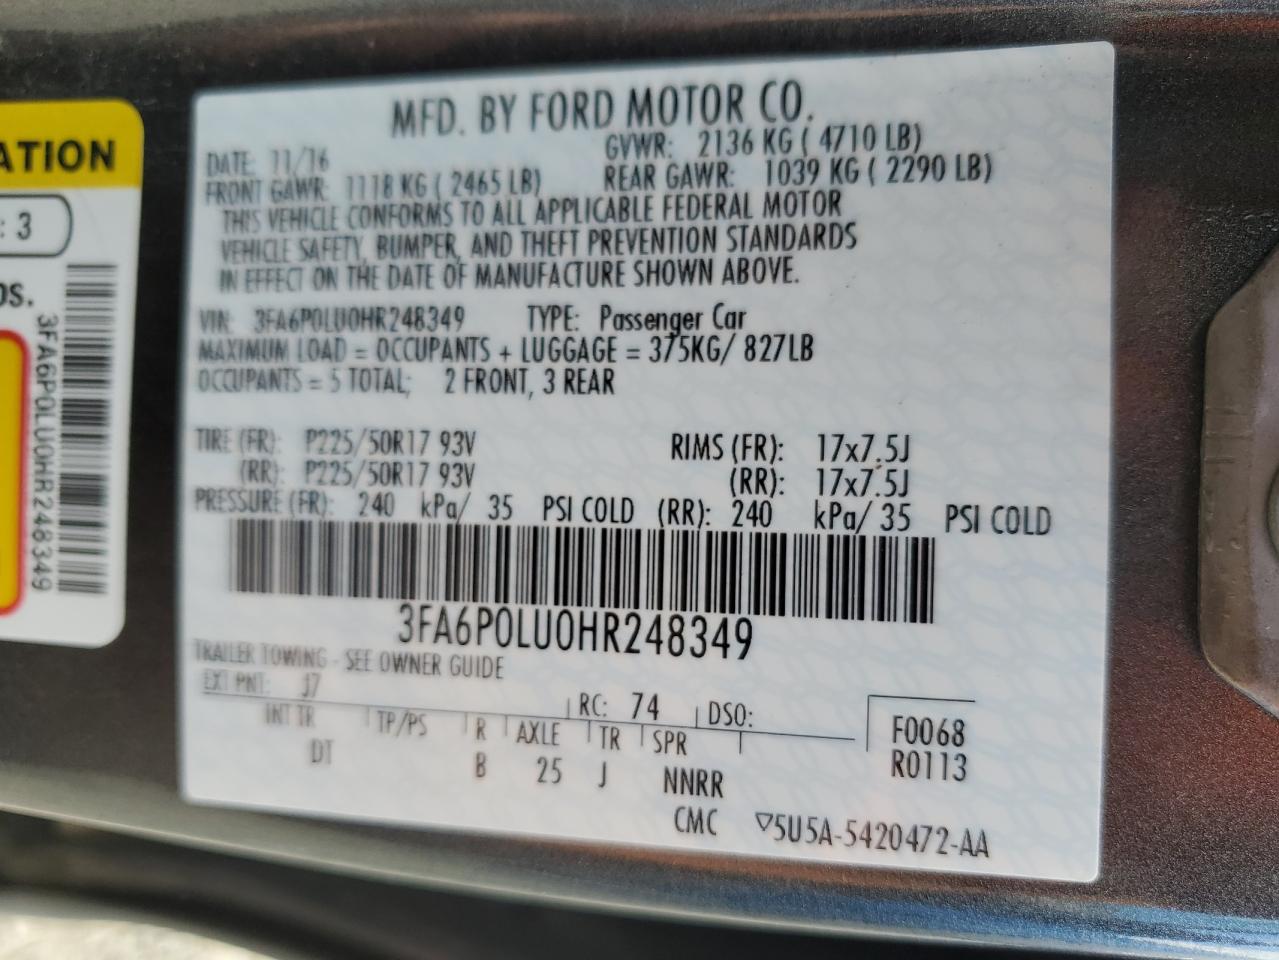 MFD. BY FORD MOTOR CO.
DATE: 11/16 GVWR: 2136 KG ( 4710 LB)
FRONT GAWR: 1118 KG ( 2465 LB) REAR GAWR: 1039 KG ( 2290 LB)
THIS VEHICLE CONFORMS TO ALL APPLICABLE FEDERAL MOTOR
VEHICLE SAFETY, BUMPER, AND THEFT PREVENTION STANDARDS
IN EFFECT ON THE DATE OF MANUFACTURE SHOWN ABOVE.
VIN: 3FA6P0LU0HR248349 TYPE: Passenger Car
MAXIMUM LOAD = OCCUPANTS + LUGGAGE = 375KG/ 827LB
OCCUPANTS = 5 TOTAL; 2 FRONT, 3 REAR
TIRE (FR): P225/50R17 93V RIMS (FR): 17x7.5J
(RR): P225/50R17 93V (RR): 17x7.5J
PRESSURE (FR): 240 kPa/ 35 PSI COLD (RR): 240 kPa/ 35 PSI COLD
3FA6P0LU0HR248349
TRAILER TOWING - SEE OWNER GUIDE
EXT PNT: J7 RC: 74 DSO:
INT TR TP/PS R AXLE TR SPR
DT B 25 J NNRR
F0068
R0113
CMC ▽5U5A-5420472-AA
ATION
: 3
OS.
3FA6P0LU0HR248349